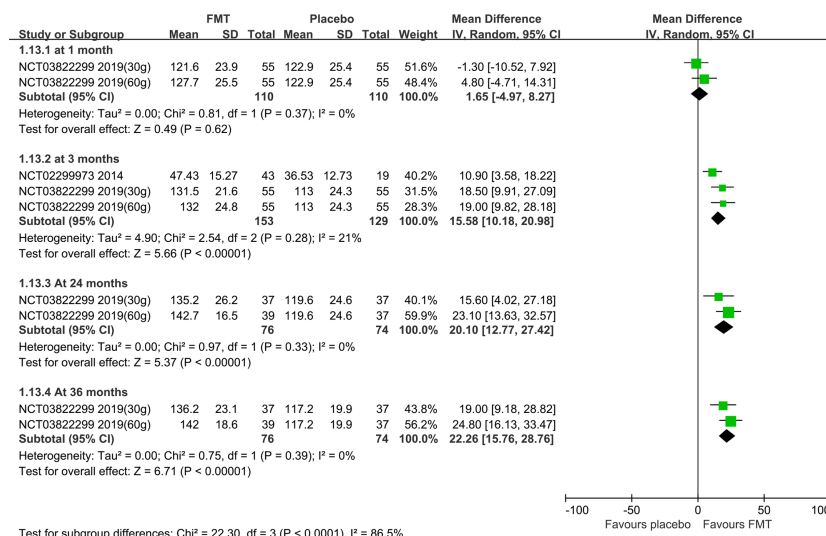 FMT Placebo Mean Difference Mean Difference
Study or Subgroup Mean SD Total Mean SD Total Weight IV, Random, 95% CI IV, Random, 95% CI
1.13.1 at 1 month
NCT03822299 2019(30g) 121.6 23.9 55 122.9 25.4 55 51.6% -1.30 [-10.52, 7.92]
NCT03822299 2019(60g) 127.7 25.5 55 122.9 25.4 55 48.4% 4.80 [-4.71, 14.31]
Subtotal (95% CI) 110 110 100.0% 1.65 [-4.97, 8.27]
Heterogeneity: Tau² = 0.00; Chi² = 0.81, df = 1 (P = 0.37); I² = 0%
Test for overall effect: Z = 0.49 (P = 0.62)
1.13.2 at 3 months
NCT02299973 2014 47.43 15.27 43 36.53 12.73 19 40.2% 10.90 [3.58, 18.22]
NCT03822299 2019(30g) 131.5 21.6 55 113 24.3 55 31.5% 18.50 [9.91, 27.09]
NCT03822299 2019(60g) 132 24.8 55 113 24.3 55 28.3% 19.00 [9.82, 28.18]
Subtotal (95% CI) 153 129 100.0% 15.58 [10.18, 20.98]
Heterogeneity: Tau² = 4.90; Chi² = 2.54, df = 2 (P = 0.28); I² = 21%
Test for overall effect: Z = 5.66 (P < 0.00001)
1.13.3 At 24 months
NCT03822299 2019(30g) 135.2 26.2 37 119.6 24.6 37 40.1% 15.60 [4.02, 27.18]
NCT03822299 2019(60g) 142.7 16.5 39 119.6 24.6 37 59.9% 23.10 [13.63, 32.57]
Subtotal (95% CI) 76 74 100.0% 20.10 [12.77, 27.42]
Heterogeneity: Tau² = 0.00; Chi² = 0.97, df = 1 (P = 0.33); I² = 0%
Test for overall effect: Z = 5.37 (P < 0.00001)
1.13.4 At 36 months
NCT03822299 2019(30g) 136.2 23.1 37 117.2 19.9 37 43.8% 19.00 [9.18, 28.82]
NCT03822299 2019(60g) 142 18.6 39 117.2 19.9 37 56.2% 24.80 [16.13, 33.47]
Subtotal (95% CI) 76 74 100.0% 22.26 [15.76, 28.76]
Heterogeneity: Tau² = 0.00; Chi² = 0.75, df = 1 (P = 0.39); I² = 0%
Test for overall effect: Z = 6.71 (P < 0.00001)
-100 -50 0 50 100
Favours placebo Favours FMT
Test for subgroup differences: Chi² = 22.30, df = 3 (P < 0.0001), I² = 86.5%